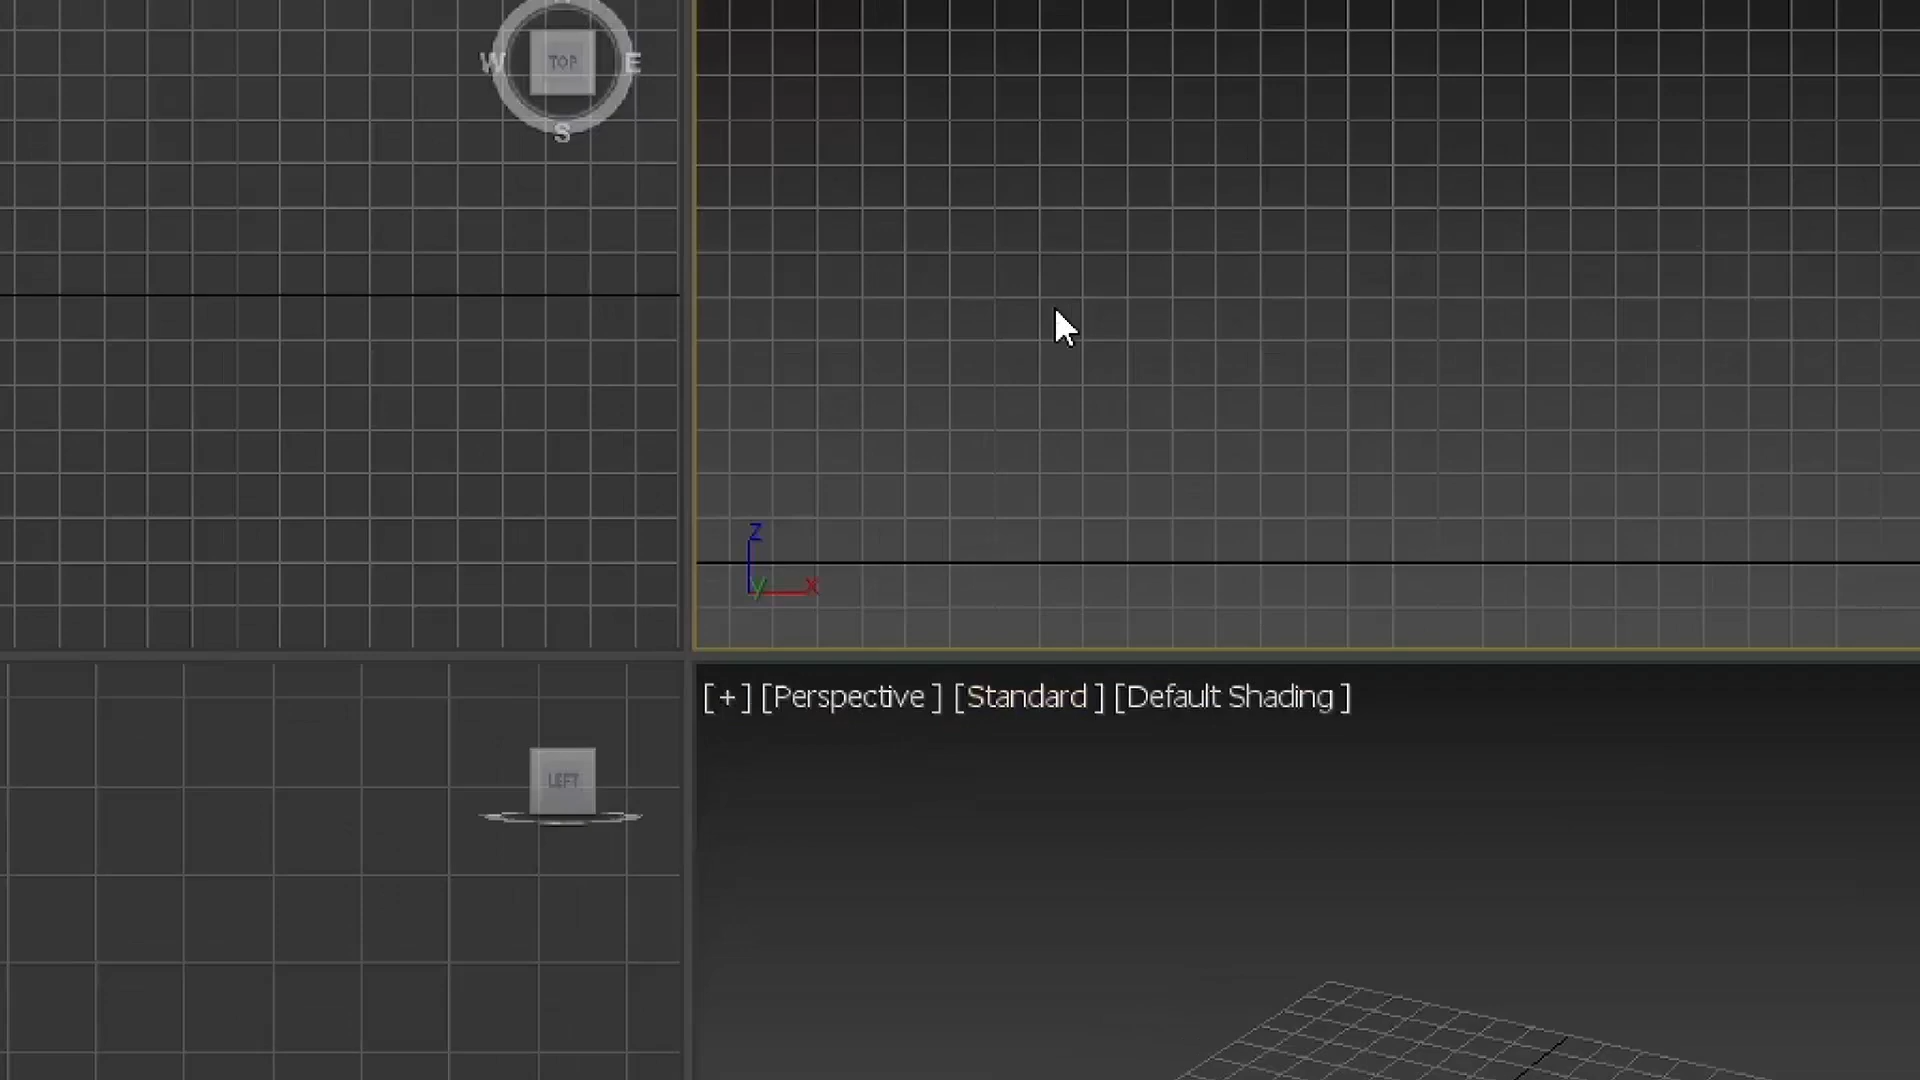 W TOP E
S
z
y x
[ + ] [Perspective ] [Standard ] [Default Shading ]
LEFT